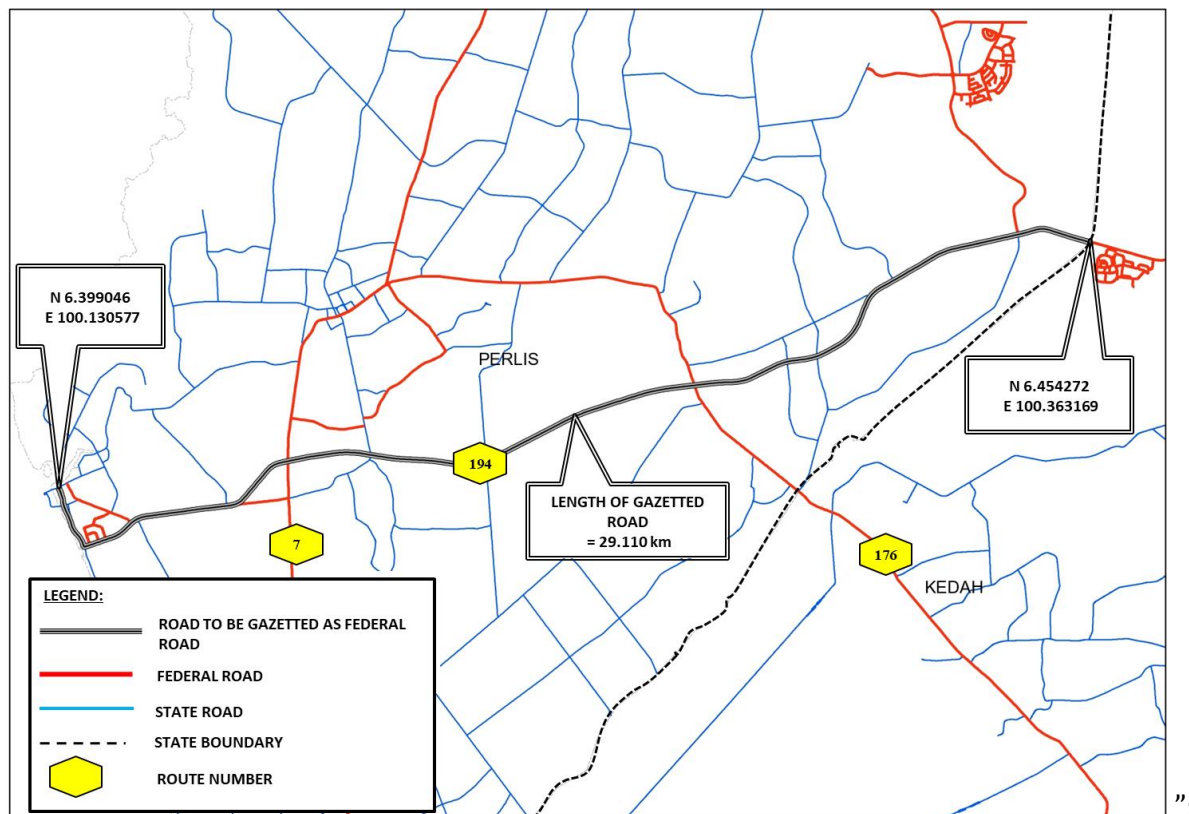 N 6.399046
E 100.130577
PERLIS
N 6.454272
E 100.363169
194
LENGTH OF GAZETTED
ROAD
= 29.110 km
7
176
KEDAH
LEGEND:
ROAD TO BE GAZETTED AS FEDERAL
ROAD
FEDERAL ROAD
STATE ROAD
STATE BOUNDARY
ROUTE NUMBER
”.